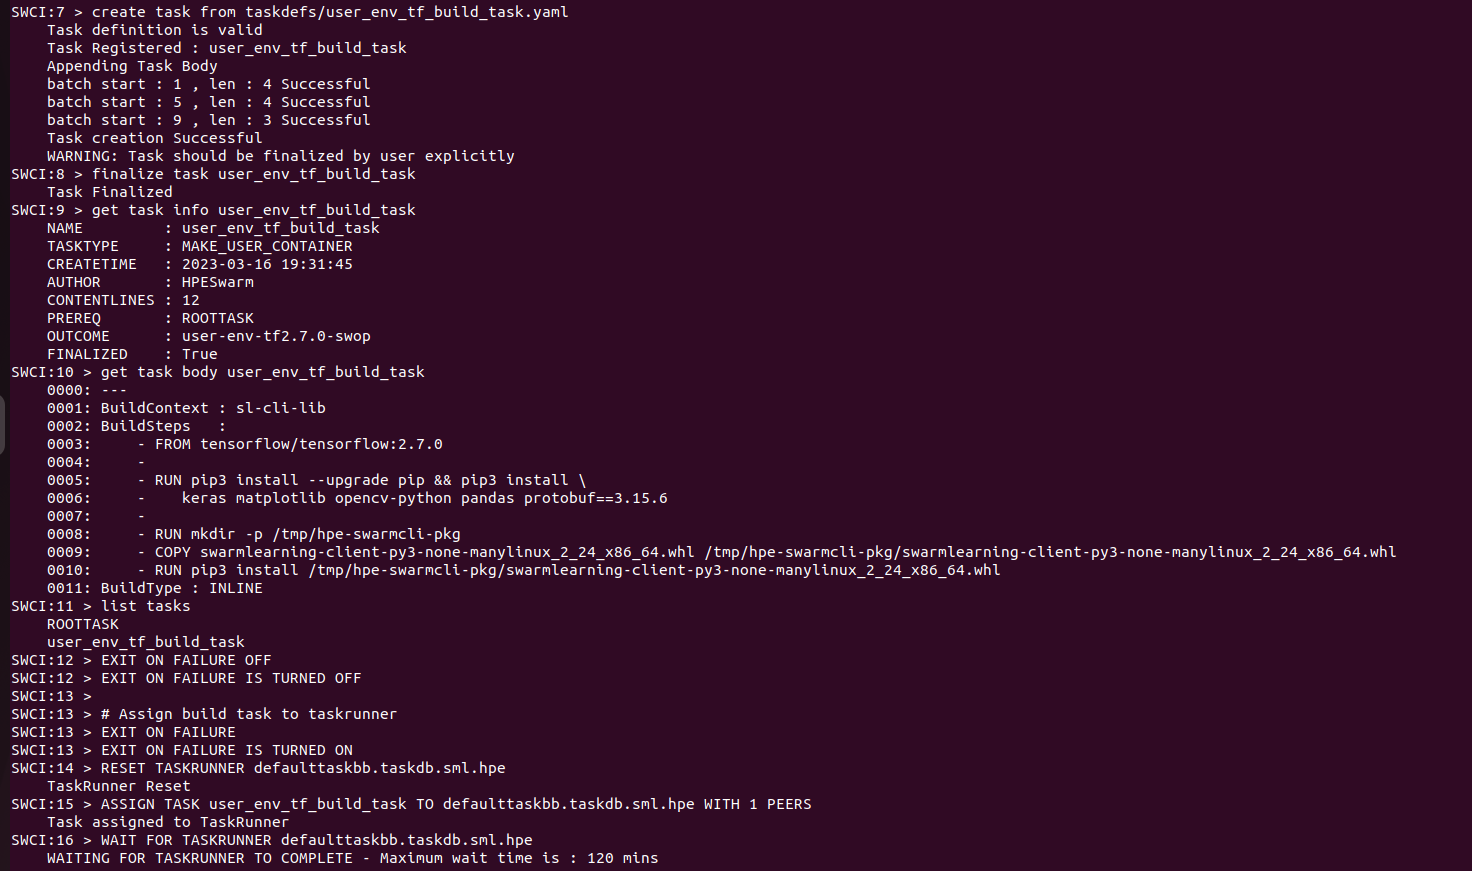 SWCI:7 > create task from taskdefs/user_env_tf_build_task.yaml
    Task definition is valid
    Task Registered : user_env_tf_build_task
    Appending Task Body
    batch start : 1 , len : 4 Successful
    batch start : 5 , len : 4 Successful
    batch start : 9 , len : 3 Successful
    Task creation Successful
    WARNING: Task should be finalized by user explicitly
SWCI:8 > finalize task user_env_tf_build_task
    Task Finalized
SWCI:9 > get task info user_env_tf_build_task
    NAME         : user_env_tf_build_task
    TASKTYPE     : MAKE_USER_CONTAINER
    CREATETIME   : 2023-03-16 19:31:45
    AUTHOR       : HPESwarm
    CONTENTLINES : 12
    PREREQ       : ROOTTASK
    OUTCOME      : user-env-tf2.7.0-swop
    FINALIZED    : True
SWCI:10 > get task body user_env_tf_build_task
    0000: ---
    0001: BuildContext : sl-cli-lib
    0002: BuildSteps   :
    0003:     - FROM tensorflow/tensorflow:2.7.0
    0004:     -
    0005:     - RUN pip3 install --upgrade pip && pip3 install \
    0006:     -    keras matplotlib opencv-python pandas protobuf==3.15.6
    0007:     -
    0008:     - RUN mkdir -p /tmp/hpe-swarmcli-pkg
    0009:     - COPY swarmlearning-client-py3-none-manylinux_2_24_x86_64.whl /tmp/hpe-swarmcli-pkg/swarmlearning-client-py3-none-manylinux_2_24_x86_64.whl
    0010:     - RUN pip3 install /tmp/hpe-swarmcli-pkg/swarmlearning-client-py3-none-manylinux_2_24_x86_64.whl
    0011: BuildType : INLINE
SWCI:11 > list tasks
    ROOTTASK
    user_env_tf_build_task
SWCI:12 > EXIT ON FAILURE OFF
SWCI:12 > EXIT ON FAILURE IS TURNED OFF
SWCI:13 >
SWCI:13 > # Assign build task to taskrunner
SWCI:13 > EXIT ON FAILURE
SWCI:13 > EXIT ON FAILURE IS TURNED ON
SWCI:14 > RESET TASKRUNNER defaulttaskbb.taskdb.sml.hpe
    TaskRunner Reset
SWCI:15 > ASSIGN TASK user_env_tf_build_task TO defaulttaskbb.taskdb.sml.hpe WITH 1 PEERS
    Task assigned to TaskRunner
SWCI:16 > WAIT FOR TASKRUNNER defaulttaskbb.taskdb.sml.hpe
    WAITING FOR TASKRUNNER TO COMPLETE - Maximum wait time is : 120 mins